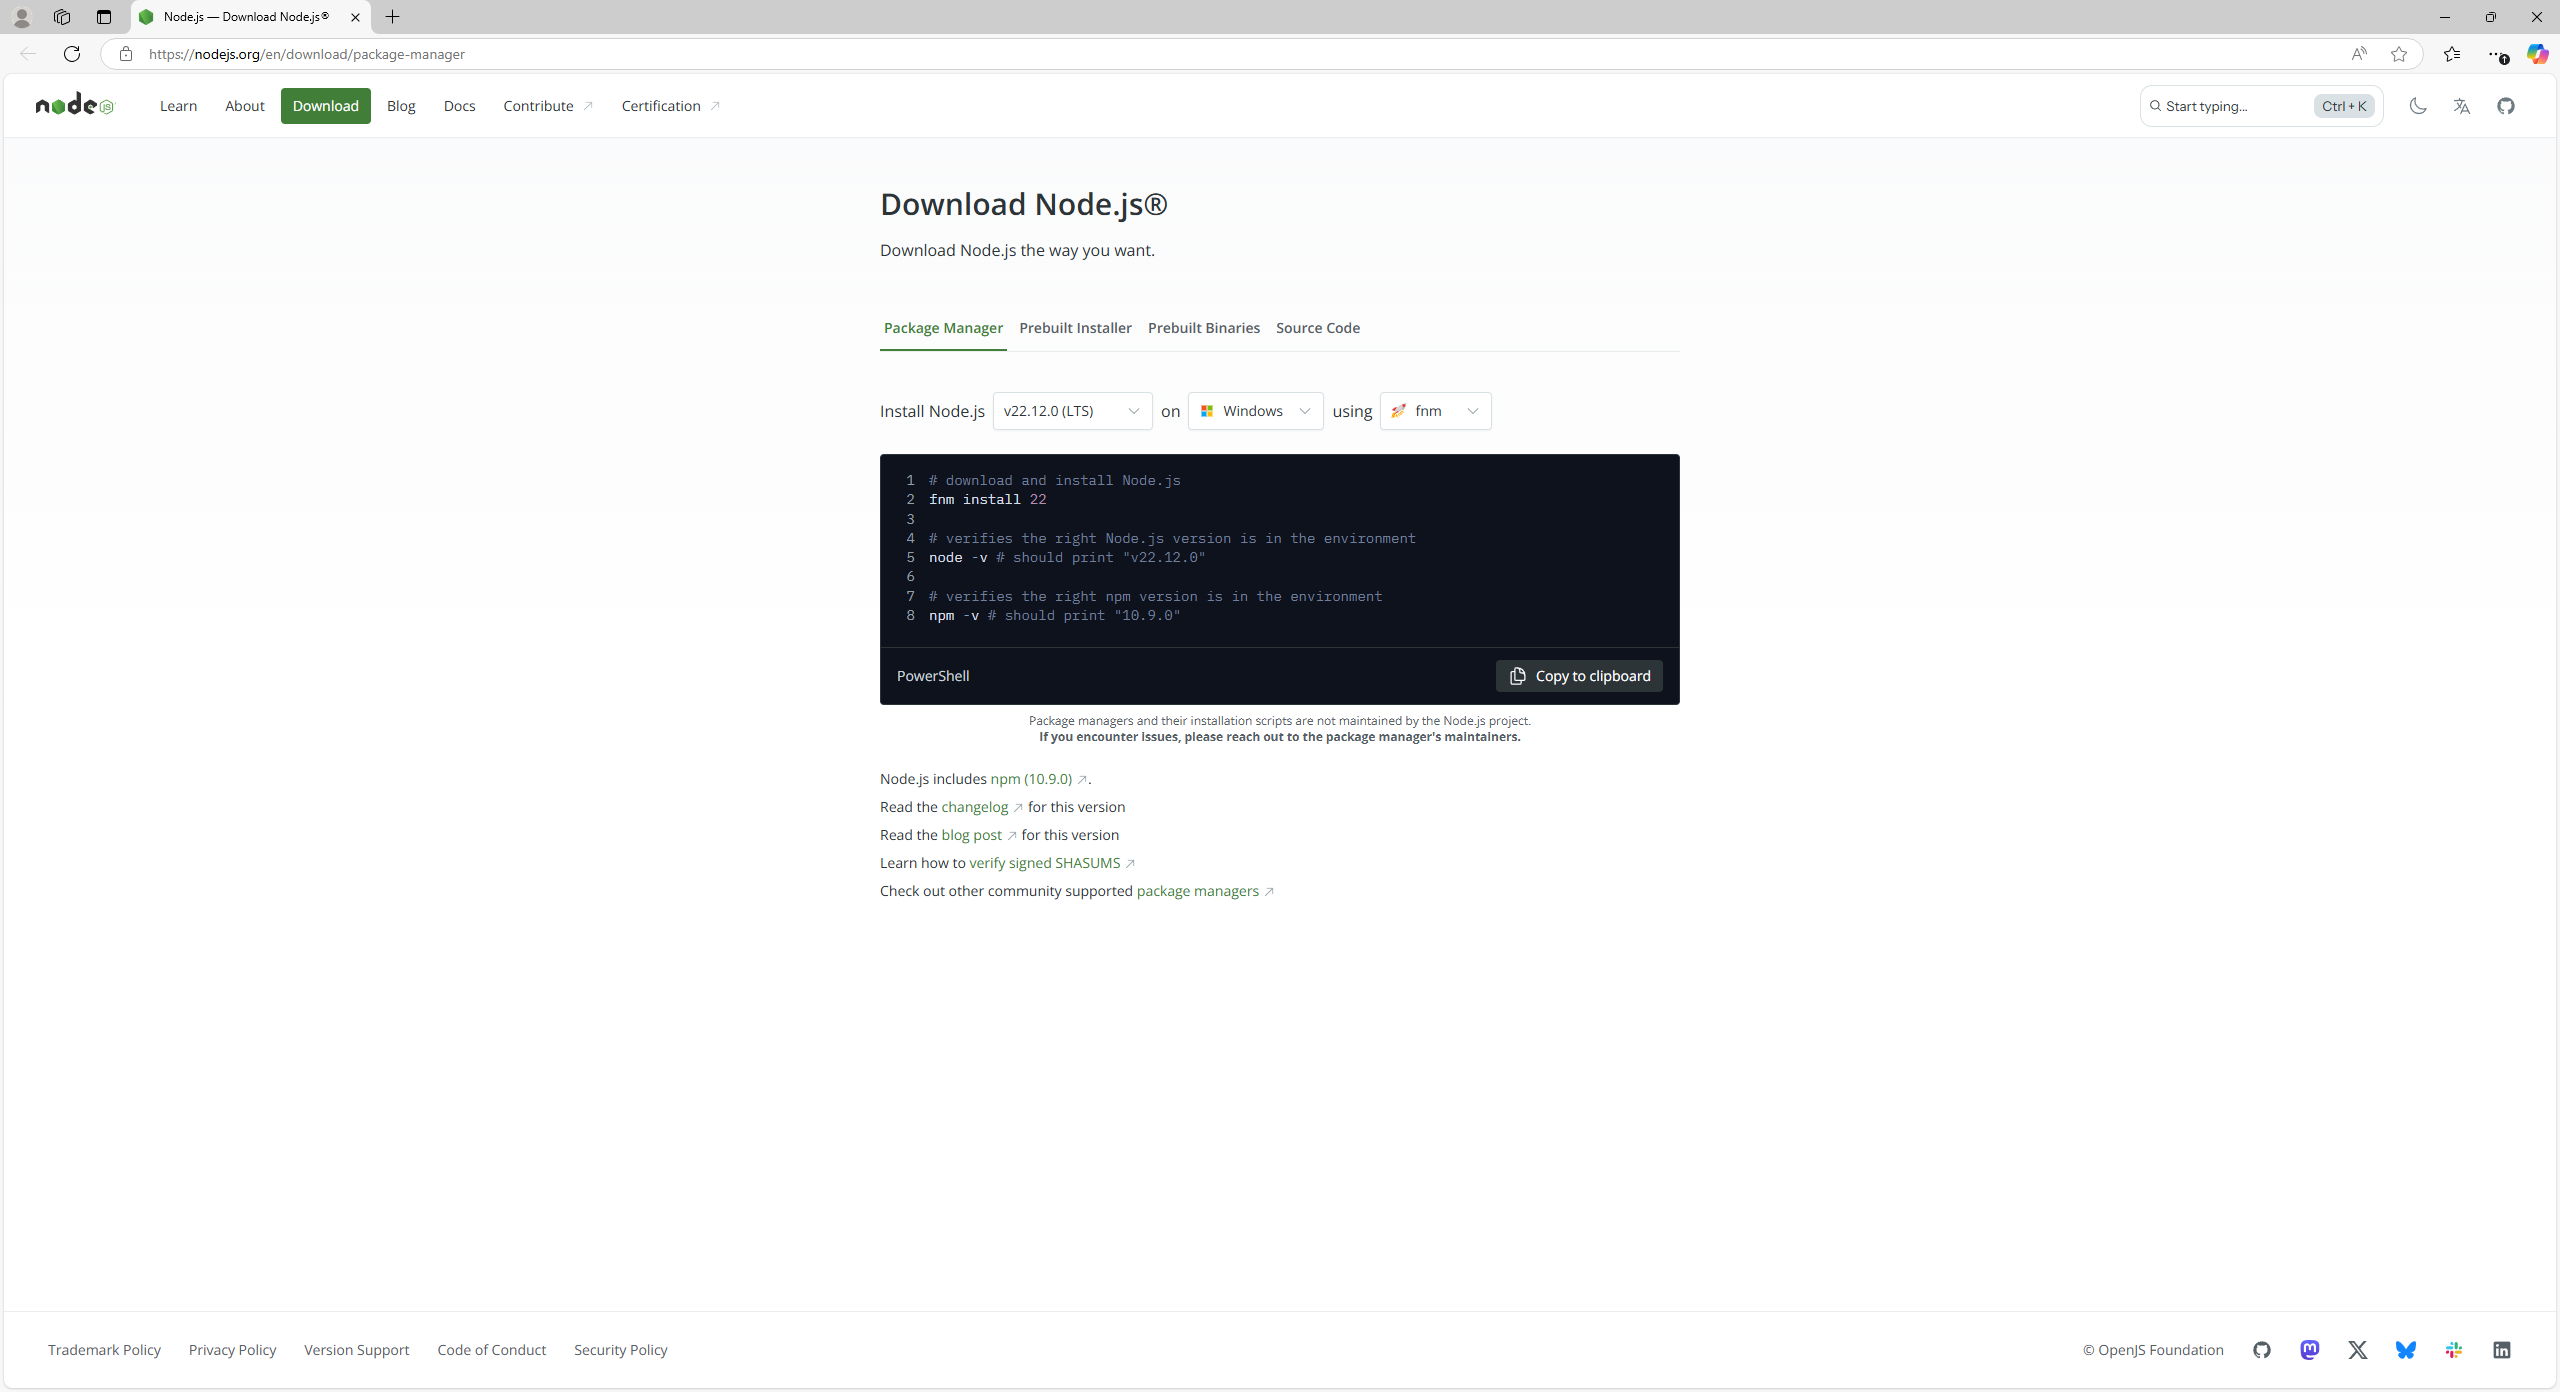 Node.js — Download Node.js®
https://nodejs.org/en/download/package-manager
node JS
Learn About Download Blog Docs Contribute Certification
Start typing... Ctrl + K
Download Node.js®
Download Node.js the way you want.
Package Manager Prebuilt Installer Prebuilt Binaries Source Code
Install Node.js v22.12.0 (LTS) on Windows using fnm
1 # download and install Node.js
2 fnm install 22
3
4 # verifies the right Node.js version is in the environment
5 node -v # should print "v22.12.0"
6
7 # verifies the right npm version is in the environment
8 npm -v # should print "10.9.0"
PowerShell Copy to clipboard
Package managers and their installation scripts are not maintained by the Node.js project.
If you encounter issues, please reach out to the package manager's maintainers.
Node.js includes npm (10.9.0) ↗.
Read the changelog ↗ for this version
Read the blog post ↗ for this version
Learn how to verify signed SHASUMS ↗
Check out other community supported package managers ↗
Trademark Policy Privacy Policy Version Support Code of Conduct Security Policy © OpenJS Foundation